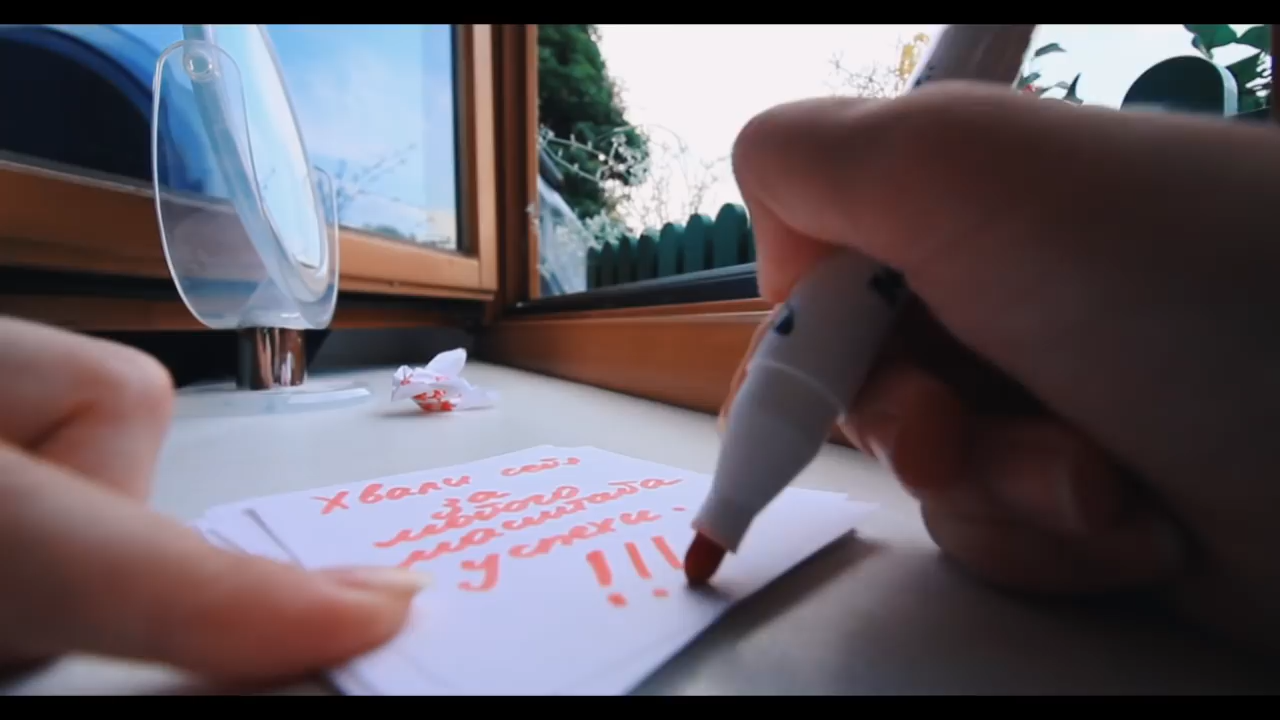 Хвали себя
за
любого
масштаба
успехи.
!!!